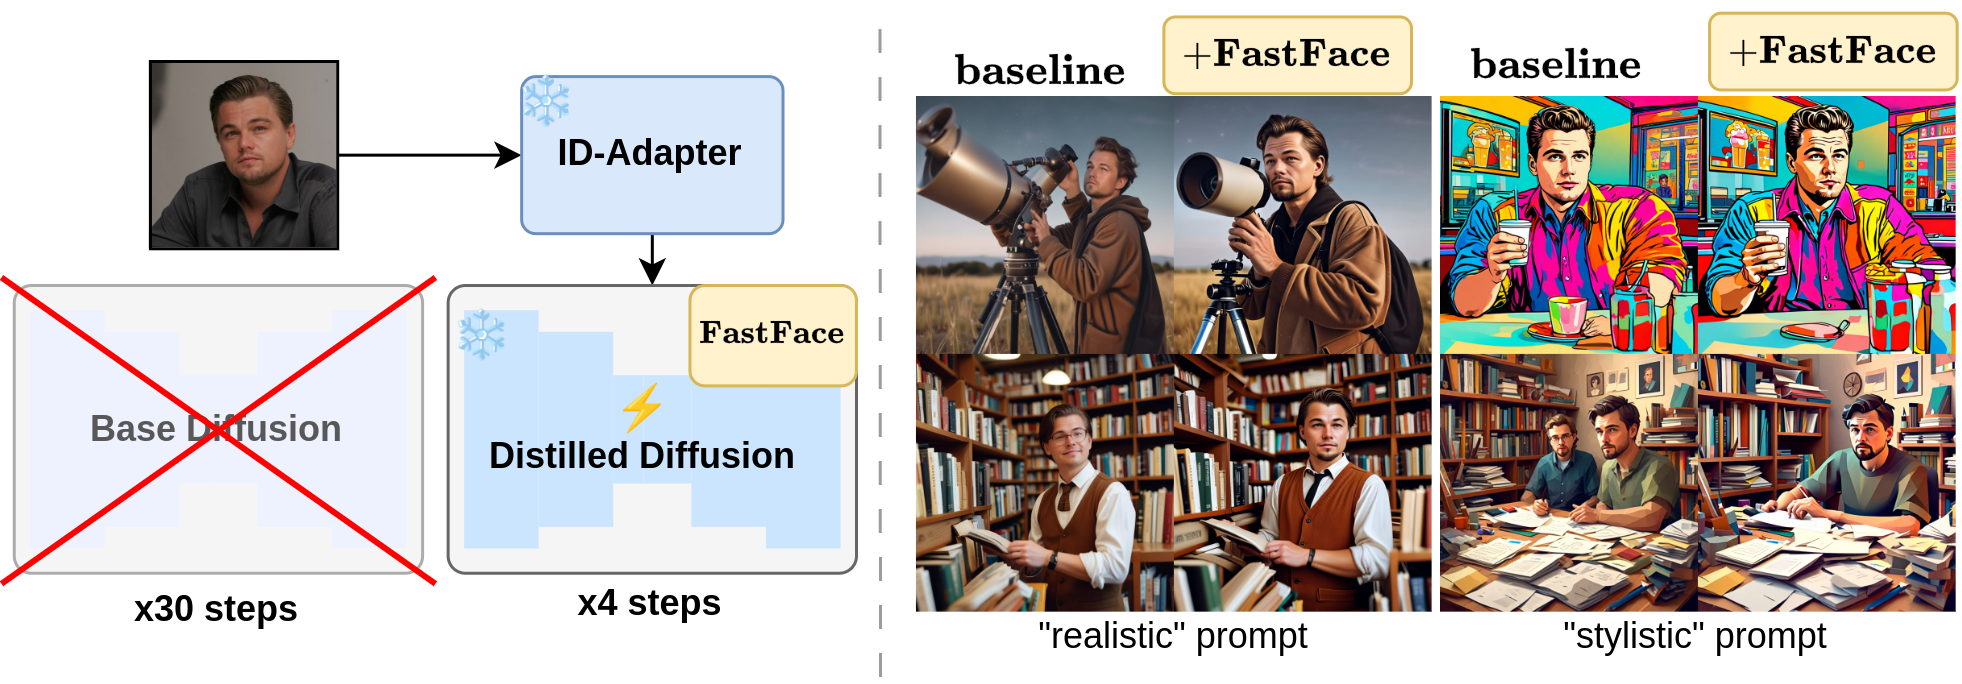 ID-Adapter
Base Diffusion
x30 steps
FastFace
Distilled Diffusion
x4 steps
baseline
+FastFace
"realistic" prompt
baseline
+FastFace
"stylistic" prompt